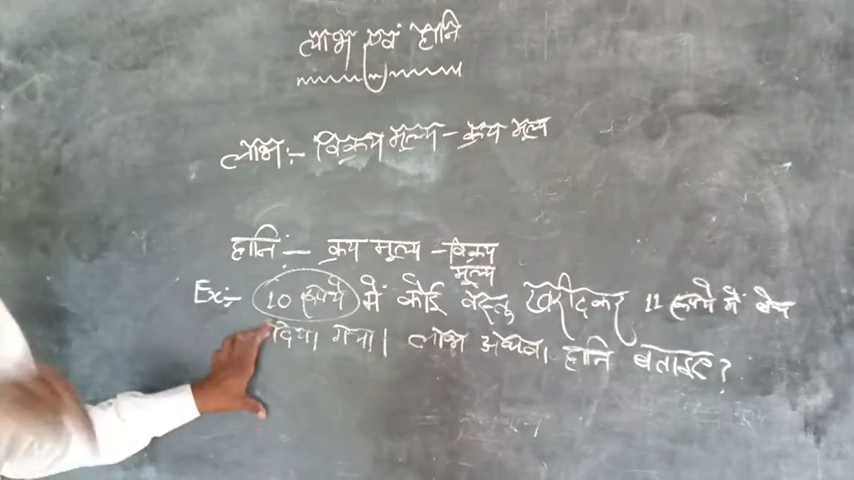 लाभ एवं हानि
लाभ:- विक्रय मूल्य - क्रय मूल्य
हानि:- क्रय मूल्य - विक्रय
मूल्य
Ex:- 10 रुपये में कोई वस्तु खरीदकर 11 रूपये में बेच
दिया गया। लाभ अथवा हानि बताइए?